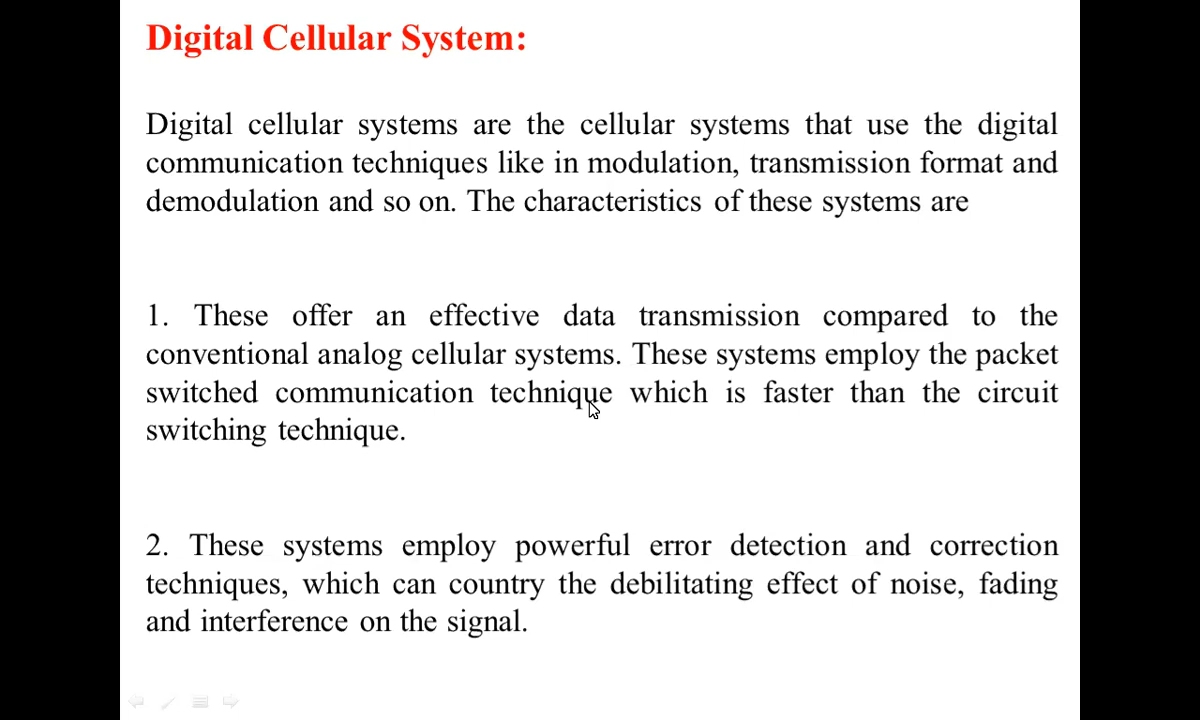 Digital Cellular System:
Digital cellular systems are the cellular systems that use the digital
communication techniques like in modulation, transmission format and
demodulation and so on. The characteristics of these systems are
1. These offer an effective data transmission compared to the
conventional analog cellular systems. These systems employ the packet
switched communication technique which is faster than the circuit
switching technique.
2. These systems employ powerful error detection and correction
techniques, which can country the debilitating effect of noise, fading
and interference on the signal.